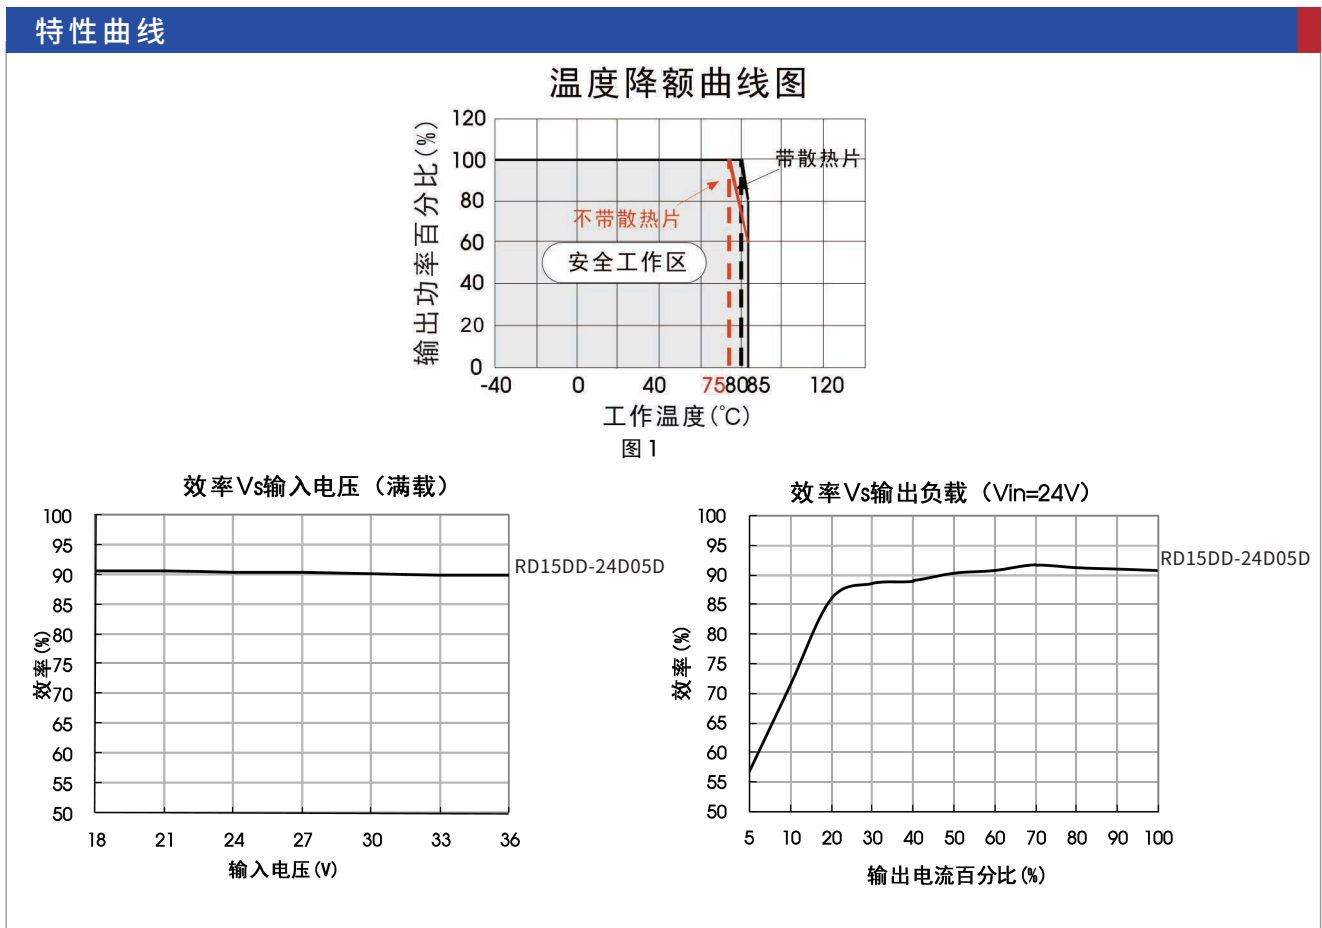 特性曲线
温度降额曲线图
输出功率百分比(%)
120
100
80
60
40
20
0
带散热片
不带散热片
安全工作区
-40 0 40 75 80 85 120
工作温度(℃)
图1
效率Vs输入电压（满载）
效率(%)
100
95
90
85
80
75
70
65
60
55
50
RD15DD-24D05D
18 21 24 27 30 33 36
输入电压(V)
效率Vs输出负载（Vin=24V）
效率(%)
100
95
90
85
80
75
70
65
60
55
50
RD15DD-24D05D
5 10 20 30 40 50 60 70 80 90 100
输出电流百分比(%)